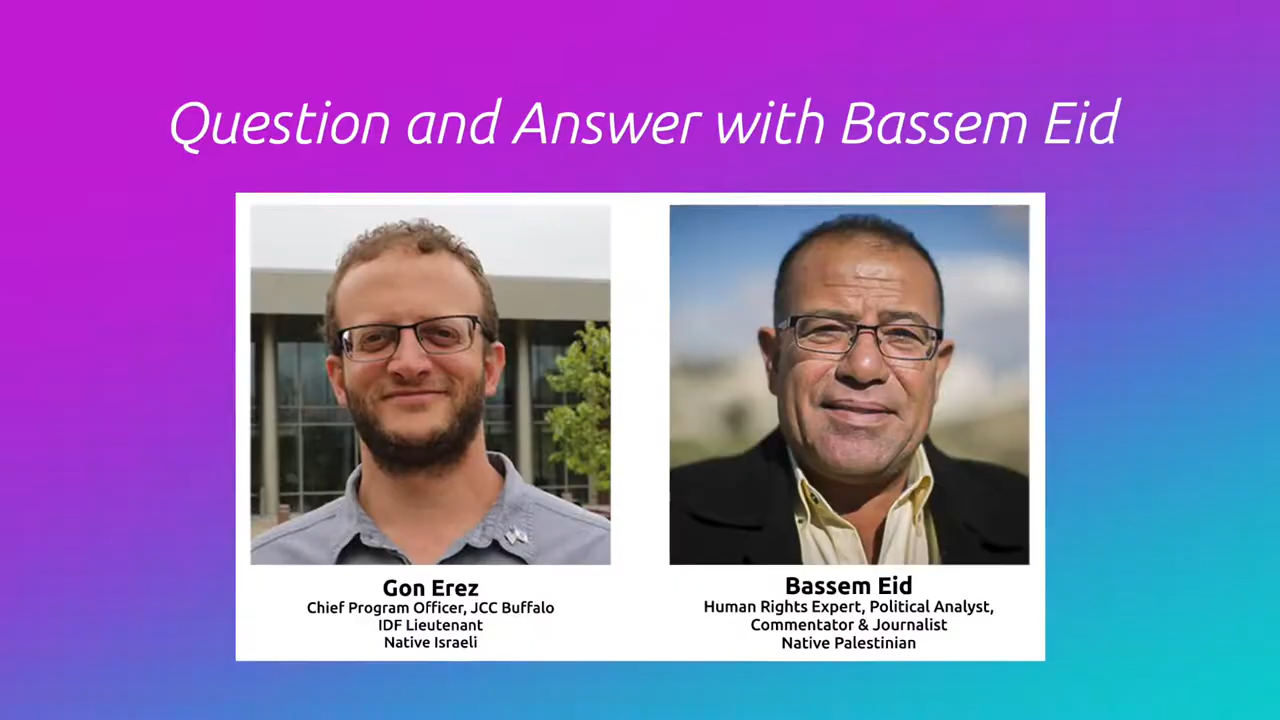 Question and Answer with Bassem Eid
Gon Erez
Chief Program Officer, JCC Buffalo
IDF Lieutenant
Native Israeli
Bassem Eid
Human Rights Expert, Political Analyst,
Commentator & Journalist
Native Palestinian